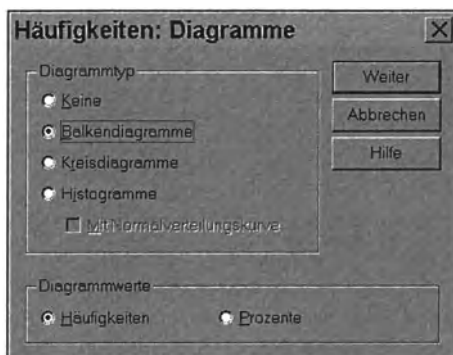 Häufigkeiten: Diagramme
Diagrammtyp
Keine
Balkendiagramme
Kreisdiagramme
Histogramme
Mit Normalverteilungskurve
Weiter
Abbrechen
Hilfe
Diagrammwerte
Häufigkeiten
Prozente